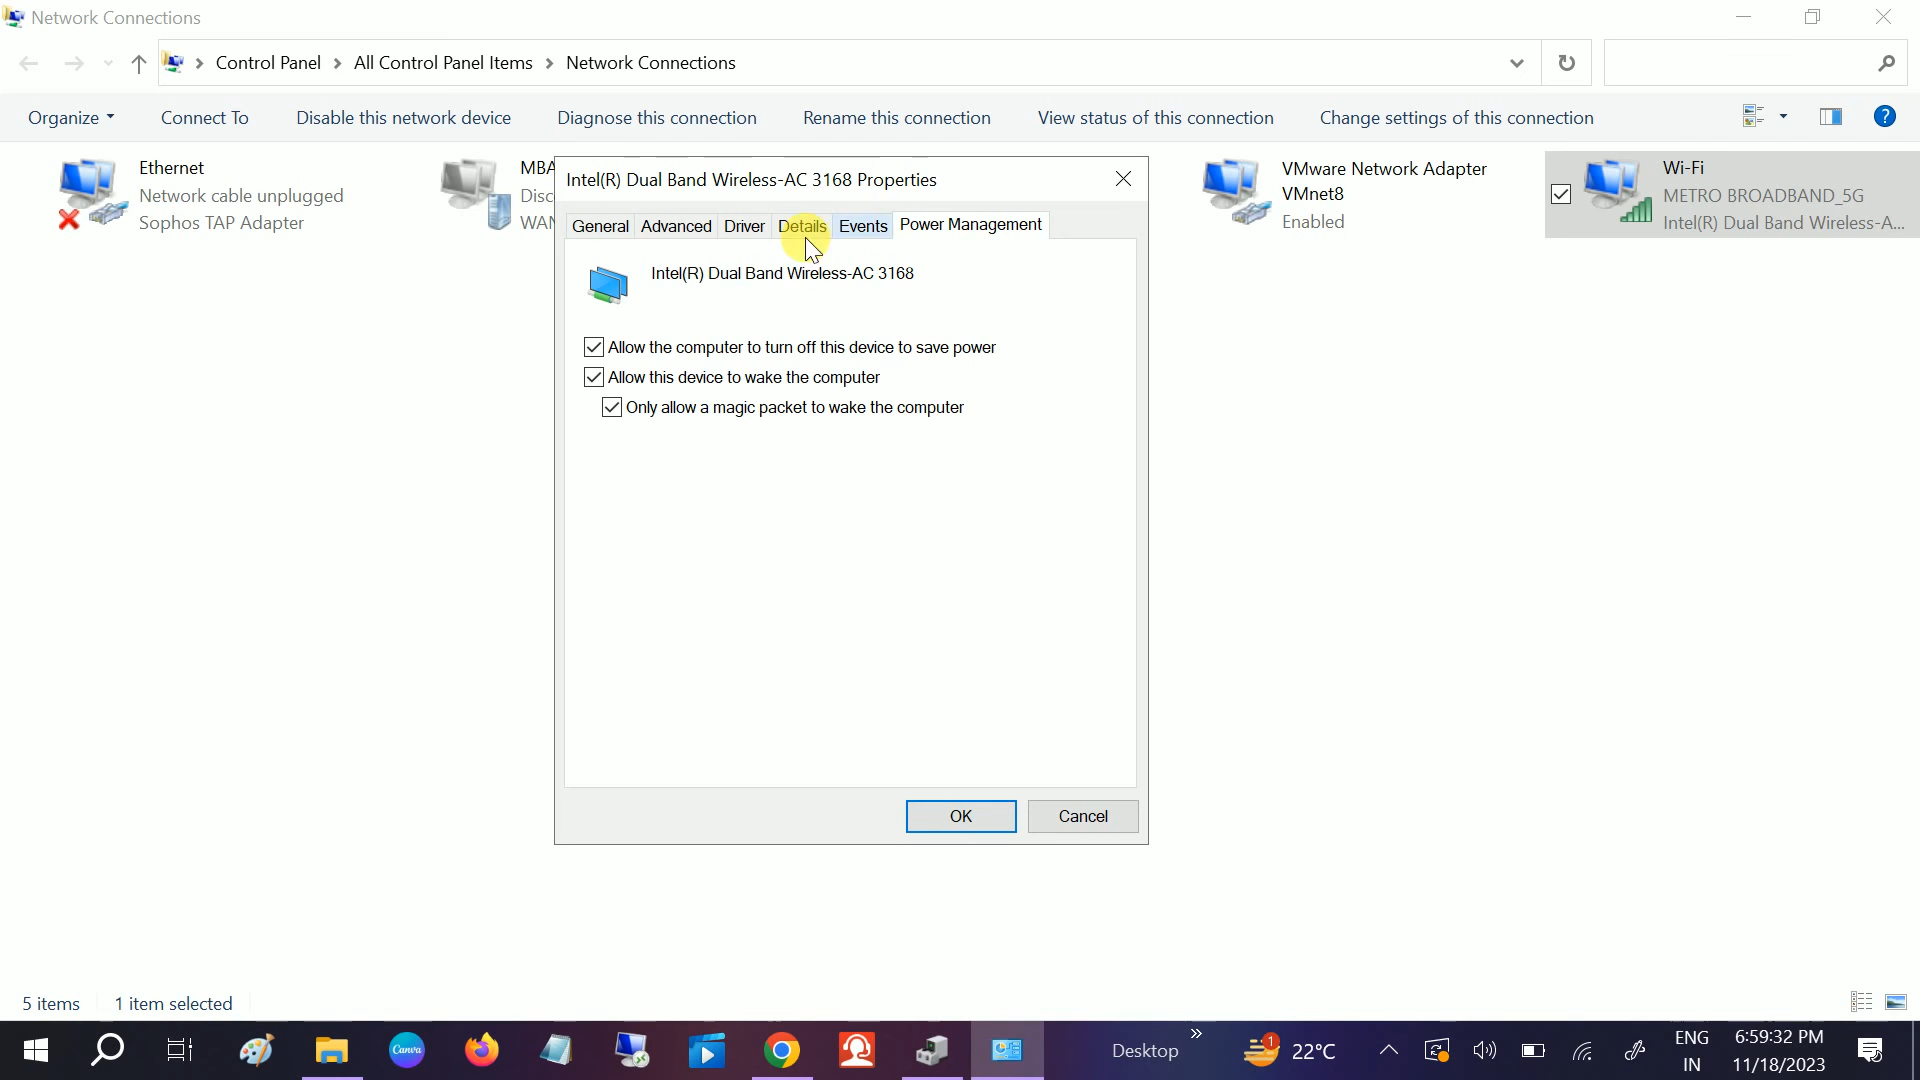 Network Connections
Control Panel > All Control Panel Items > Network Connections
Organize
Connect To
Disable this network device
Diagnose this connection
Rename this connection
View status of this connection
Change settings of this connection
Ethernet
Network cable unplugged
Sophos TAP Adapter
MBA
Disc
WAN
VMware Network Adapter
VMnet8
Enabled
Wi-Fi
METRO BROADBAND_5G
Intel(R) Dual Band Wireless-A...
Intel(R) Dual Band Wireless-AC 3168 Properties
General
Advanced
Driver
Details
Events
Power Management
Intel(R) Dual Band Wireless-AC 3168
Allow the computer to turn off this device to save power
Allow this device to wake the computer
Only allow a magic packet to wake the computer
OK
Cancel
5 items
1 item selected
Canva
Desktop
1
22°C
ENG
IN
6:59:32 PM
11/18/2023